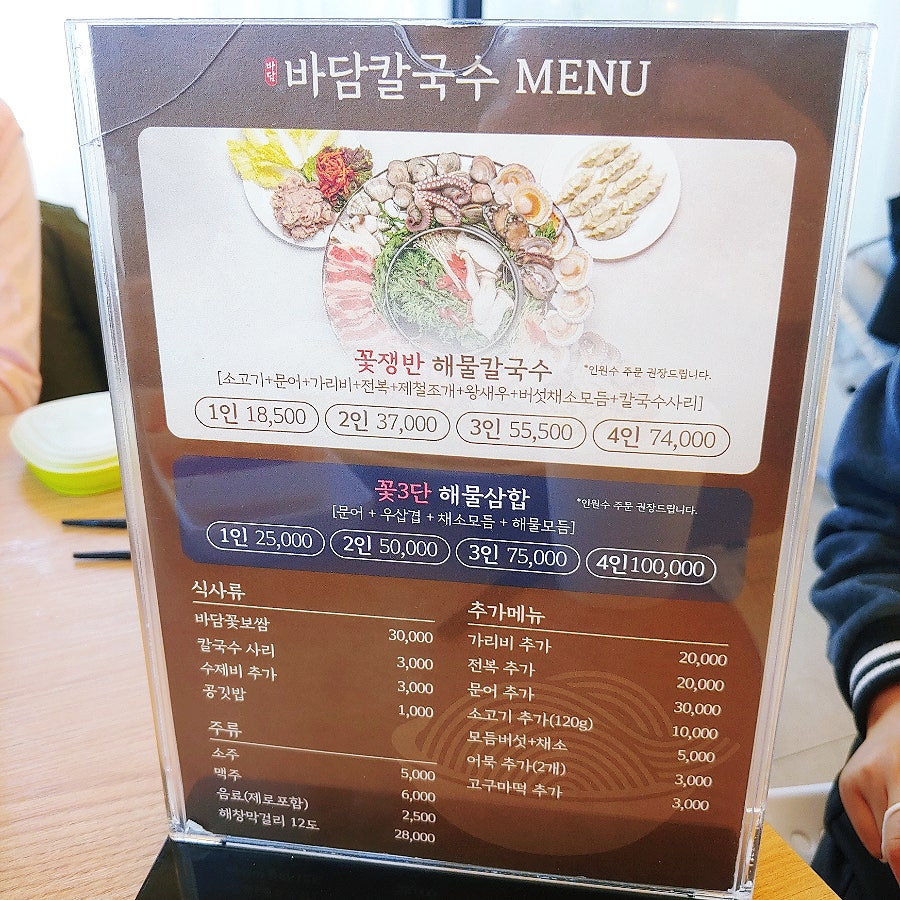 바담
바담칼국수 MENU
꽃쟁반 해물칼국수
*인원수 주문 권장드립니다.
[소고기+문어+가리비+전복+제철조개+왕새우+버섯채소모듬+칼국수사리]
1인 18,500 2인 37,000 3인 55,500 4인 74,000
꽃3단 해물삼합
*인원수 주문 권장드립니다.
[문어 + 우삼겹 + 채소모듬 + 해물모듬]
1인 25,000 2인 50,000 3인 75,000 4인100,000
식사류
바담꽃보쌈 30,000
칼국수 사리 3,000
수제비 추가 3,000
공깃밥 1,000
주류
소주 5,000
맥주 6,000
음료(제로포함) 2,500
해창막걸리 12도 28,000
추가메뉴
가리비 추가 20,000
전복 추가 20,000
문어 추가 30,000
소고기 추가(120g) 10,000
모듬버섯+채소 5,000
어묵 추가(2개) 3,000
고구마떡 추가 3,000